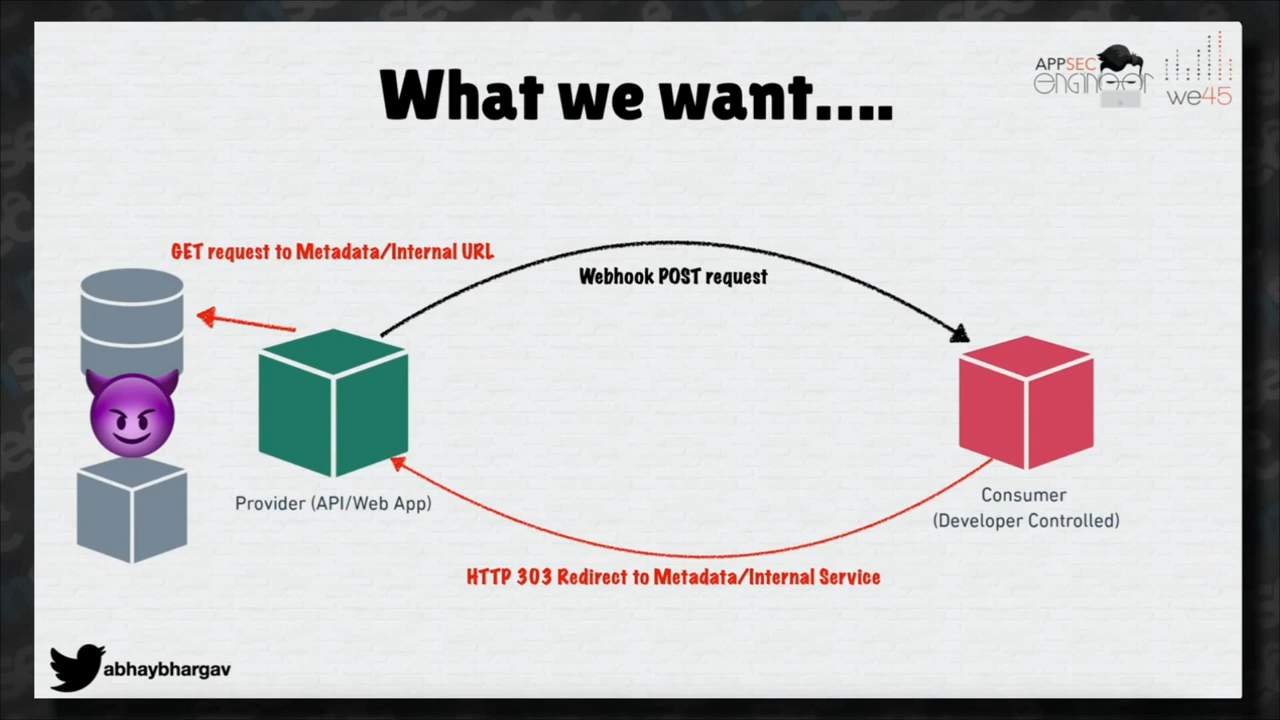 What we want....
APPSEC
ENGINEER
we45
GET request to Metadata/Internal URL
Webhook POST request
Provider (API/Web App)
Consumer
(Developer Controlled)
HTTP 303 Redirect to Metadata/Internal Service
abhaybhargav